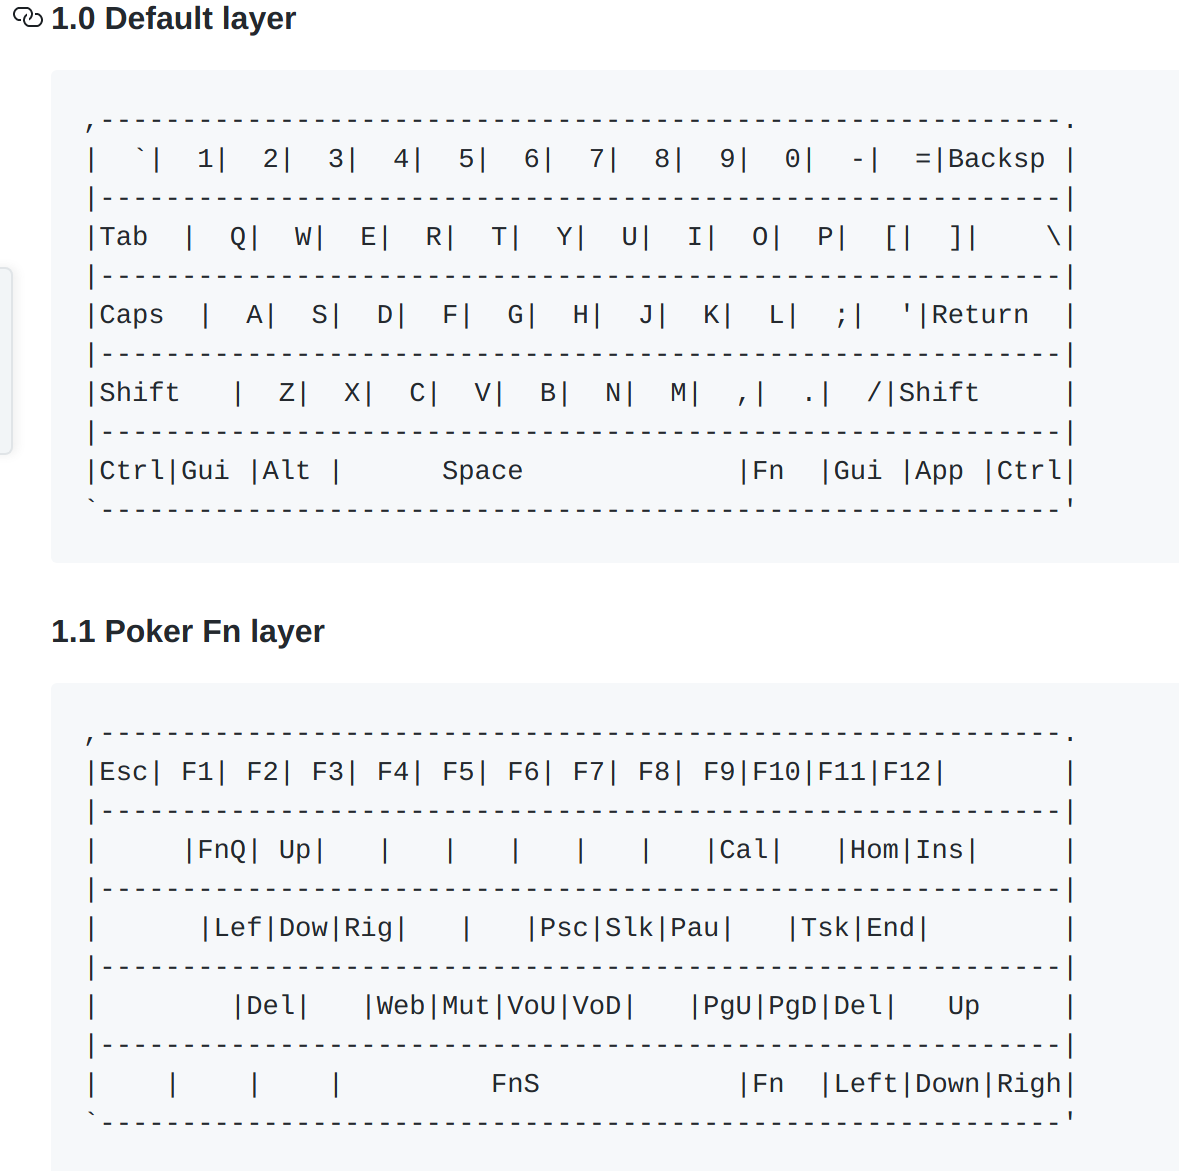 1.0 Default layer
,-----------------------------------------------------------.
|  `|  1|  2|  3|  4|  5|  6|  7|  8|  9|  0|  -|  =|Backsp |
|-----------------------------------------------------------|
|Tab  |  Q|  W|  E|  R|  T|  Y|  U|  I|  O|  P|  [|  ]|    \|
|-----------------------------------------------------------|
|Caps  |  A|  S|  D|  F|  G|  H|  J|  K|  L|  ;|  '|Return  |
|-----------------------------------------------------------|
|Shift   |  Z|  X|  C|  V|  B|  N|  M|  ,|  .|  /|Shift     |
|-----------------------------------------------------------|
|Ctrl|Gui |Alt |      Space             |Fn  |Gui |App |Ctrl|
`-----------------------------------------------------------'
1.1 Poker Fn layer
,-----------------------------------------------------------.
|Esc| F1| F2| F3| F4| F5| F6| F7| F8| F9|F10|F11|F12|       |
|-----------------------------------------------------------|
|     |FnQ| Up|   |   |   |   |   |Cal|   |Hom|Ins|     |
|-----------------------------------------------------------|
|      |Lef|Dow|Rig|   |   |Psc|Slk|Pau|   |Tsk|End|        |
|-----------------------------------------------------------|
|        |Del|   |Web|Mut|VoU|VoD|   |PgU|PgD|Del|   Up     |
|-----------------------------------------------------------|
|    |    |    |         FnS            |Fn  |Left|Down|Righ|
`-----------------------------------------------------------'